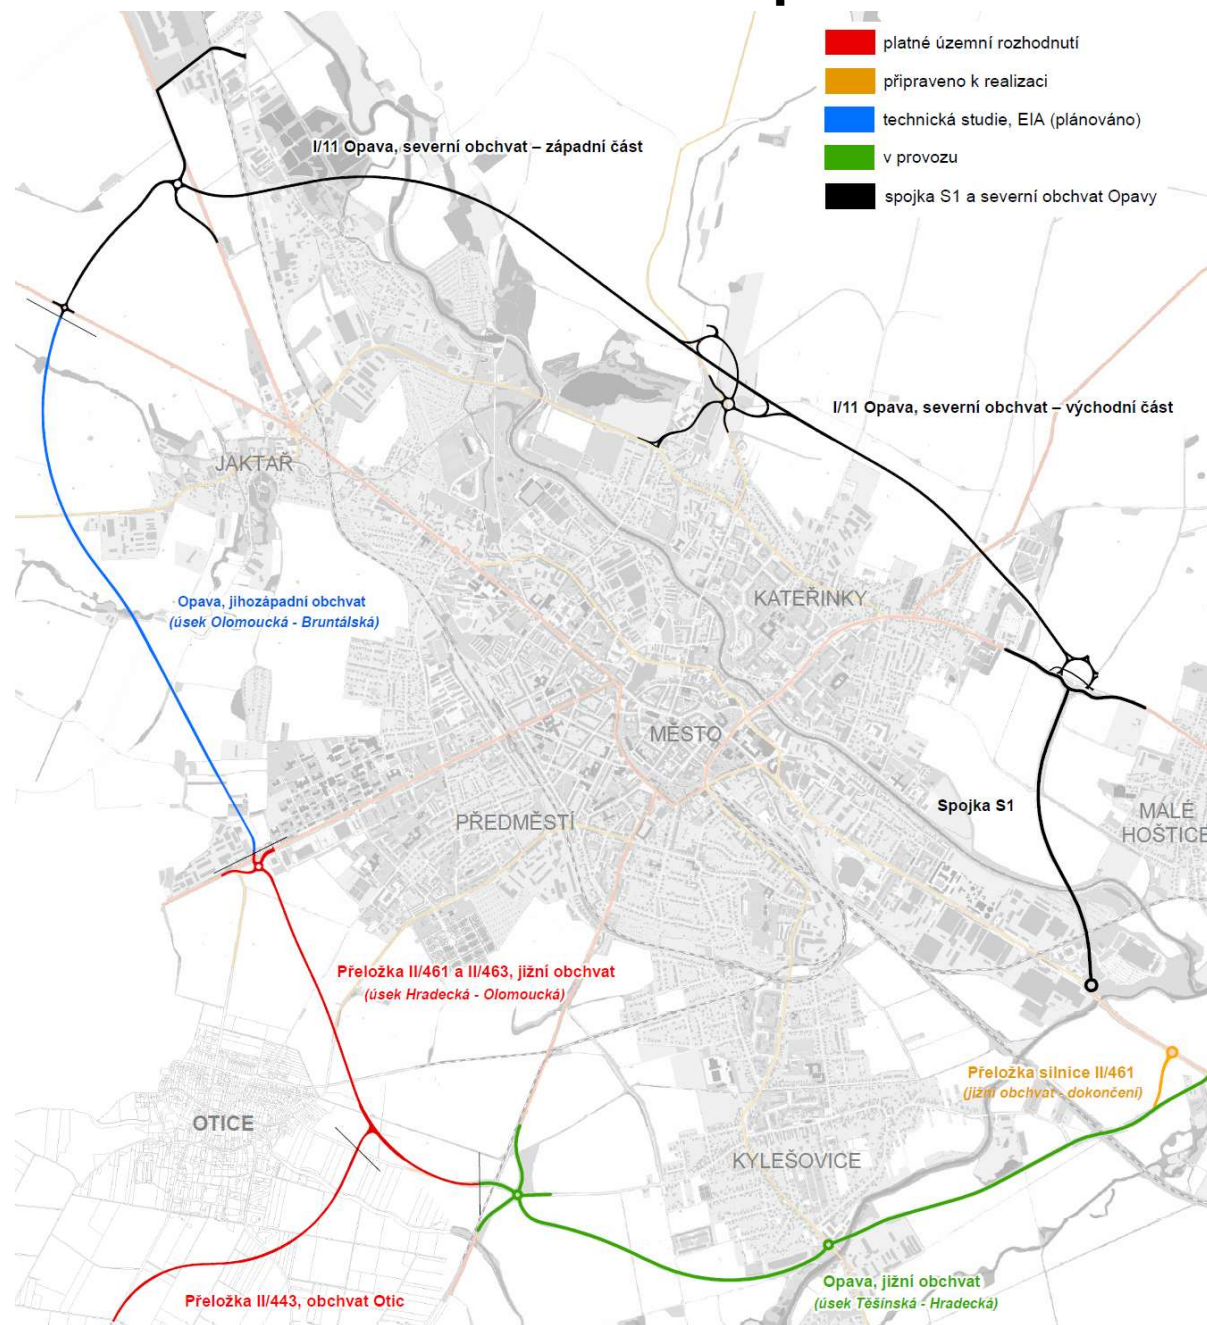 platné územní rozhodnutí
připraveno k realizaci
technická studie, EIA (plánováno)
v provozu
spojka S1 a severní obchvat Opavy
I/11 Opava, severní obchvat – západní část
I/11 Opava, severní obchvat – východní část
JAKTAŘ
Opava, jihozápadní obchvat
(úsek Olomoucká - Bruntálská)
KATEŘINKY
MĚSTO
Spojka S1
MALÉ
HOŠTICE
PŘEDMĚSTÍ
Přeložka II/461 a II/463, jižní obchvat
(úsek Hradecká - Olomoucká)
Přeložka silnice II/461
(jižní obchvat - dokončení)
OTICE
KYLEŠOVICE
Opava, jižní obchvat
(úsek Těšínská - Hradecká)
Přeložka II/443, obchvat Otic